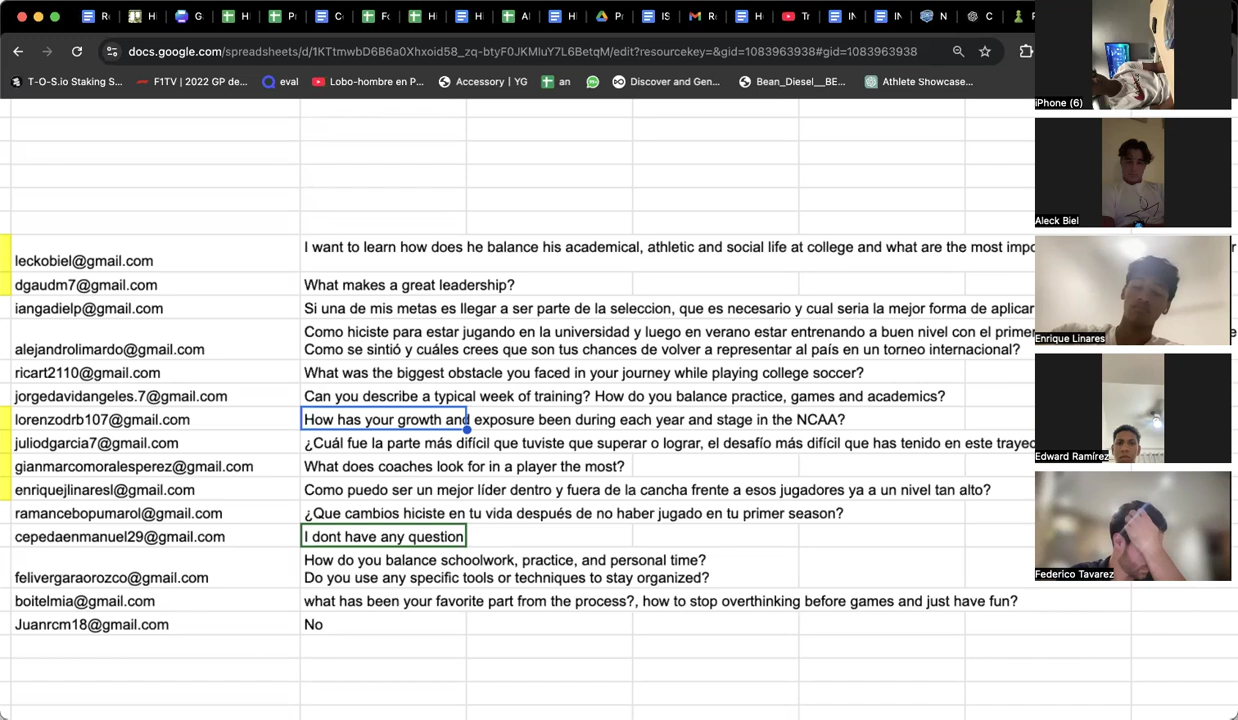 R
H
G
H
P
C
F
H
H
A
H
P
IS
R
H
Tr
IN
IN
N
C
P
docs.google.com/spreadsheets/d/1KTtmwbD6B6a0Xhxoid58_zq-btyF0JKMluY7L6BetqM/edit?resourcekey=&gid=1083963938#gid=1083963938
T-O-S.io Staking S...
F1TV | 2022 GP de...
eval
Lobo-hombre en P...
Accessory | YG
an
Discover and Gen...
Bean_Diesel__BE...
Athlete Showcase...
iPhone (6)
Aleck Biel
Enrique Linares
Edward Ramírez
Federico Tavarez
leckobiel@gmail.com
I want to learn how does he balance his academical, athletic and social life at college and what are the most impo
dgaudm7@gmail.com
What makes a great leadership?
iangadielp@gmail.com
Si una de mis metas es llegar a ser parte de la seleccion, que es necesario y cual seria la mejor forma de aplicar
alejandrolimardo@gmail.com
Como hiciste para estar jugando en la universidad y luego en verano estar entrenando a buen nivel con el primer
Como se sintió y cuáles crees que son tus chances de volver a representar al país en un torneo internacional?
ricart2110@gmail.com
What was the biggest obstacle you faced in your journey while playing college soccer?
jorgedavidangeles.7@gmail.com
Can you describe a typical week of training? How do you balance practice, games and academics?
lorenzodrb107@gmail.com
How has your growth and exposure been during each year and stage in the NCAA?
juliodgarcia7@gmail.com
¿Cuál fue la parte más difícil que tuviste que superar o lograr, el desafío más difícil que has tenido en este trayec
gianmarcomoralesperez@gmail.com
What does coaches look for in a player the most?
enriquejlinaresl@gmail.com
Como puedo ser un mejor líder dentro y fuera de la cancha frente a esos jugadores ya a un nivel tan alto?
ramancebopumarol@gmail.com
¿Que cambios hiciste en tu vida después de no haber jugado en tu primer season?
cepedaenmanuel29@gmail.com
I dont have any question
felivergaraorozco@gmail.com
How do you balance schoolwork, practice, and personal time?
Do you use any specific tools or techniques to stay organized?
boitelmia@gmail.com
what has been your favorite part from the process?, how to stop overthinking before games and just have fun?
Juanrcm18@gmail.com
No